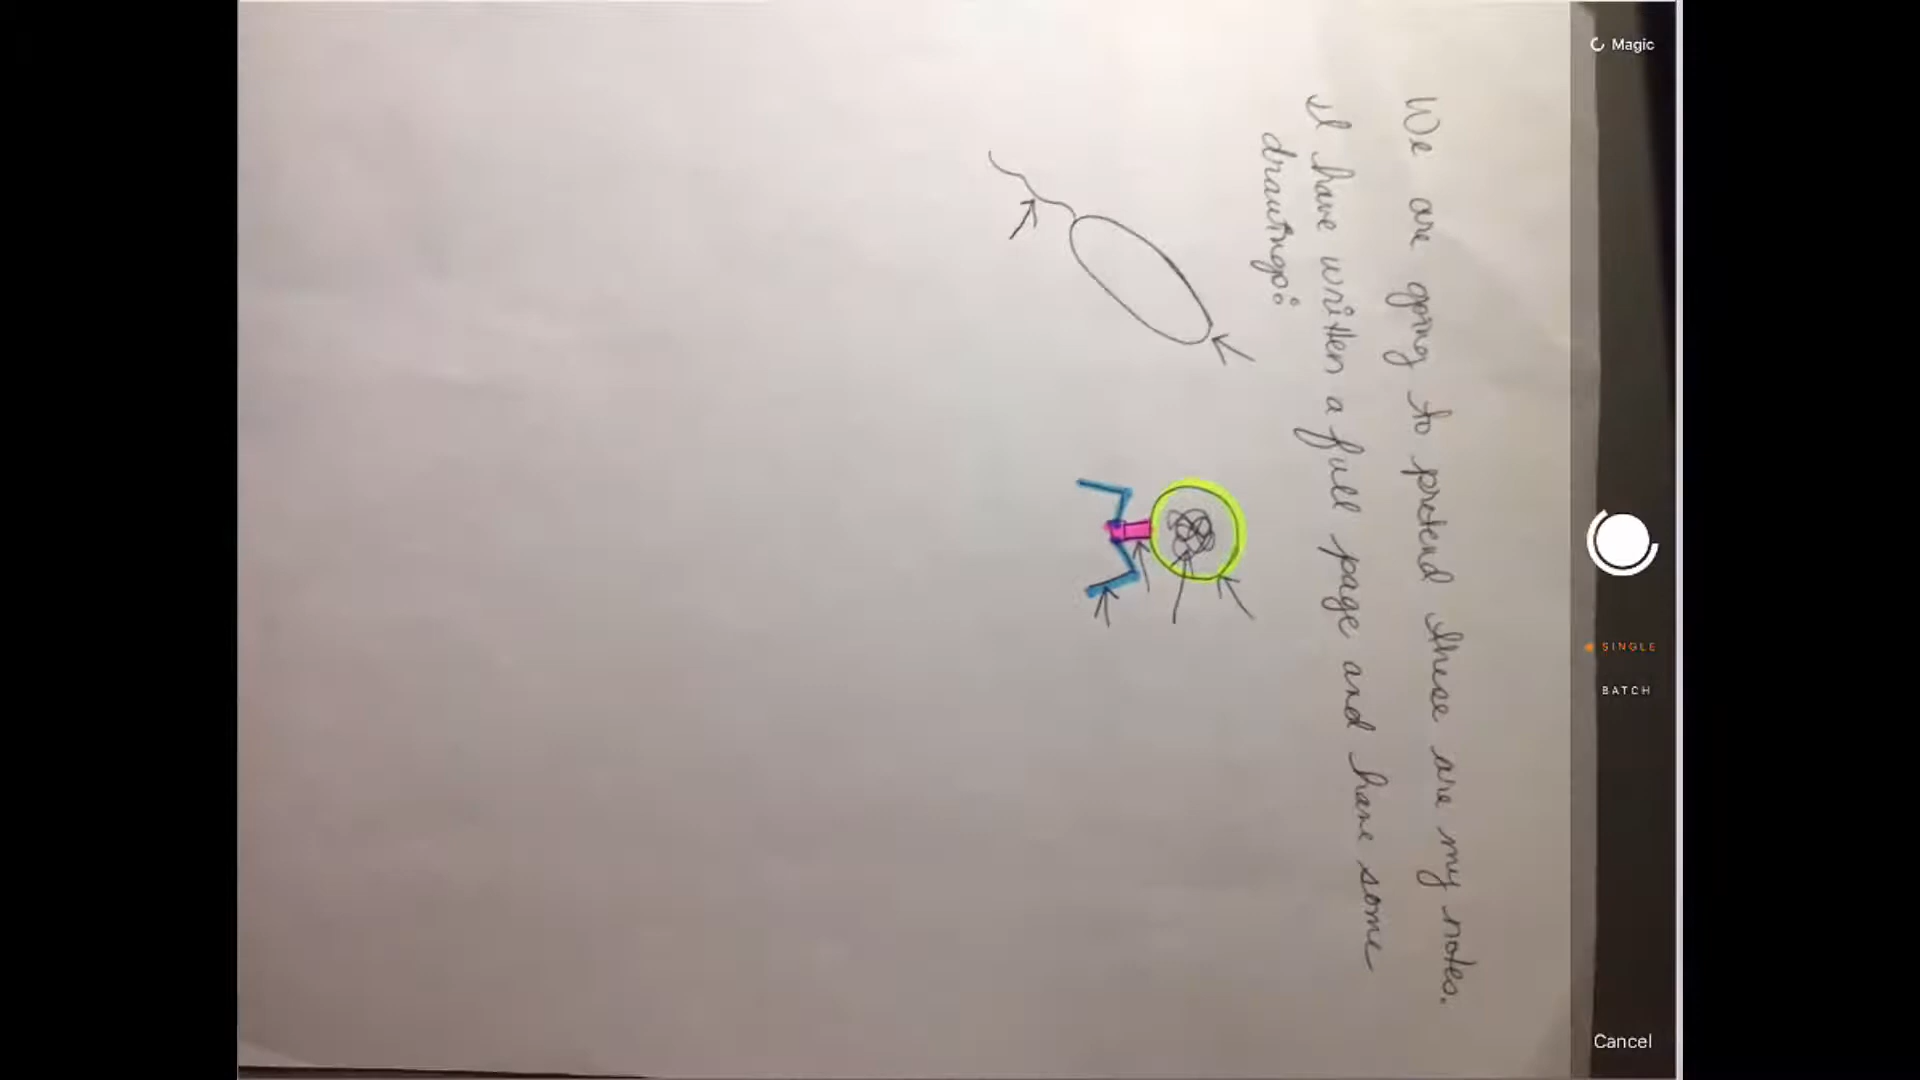 We are going to pretend these are my notes.
I have written a full page and have some
drawings:
Magic
SINGLE
BATCH
Cancel